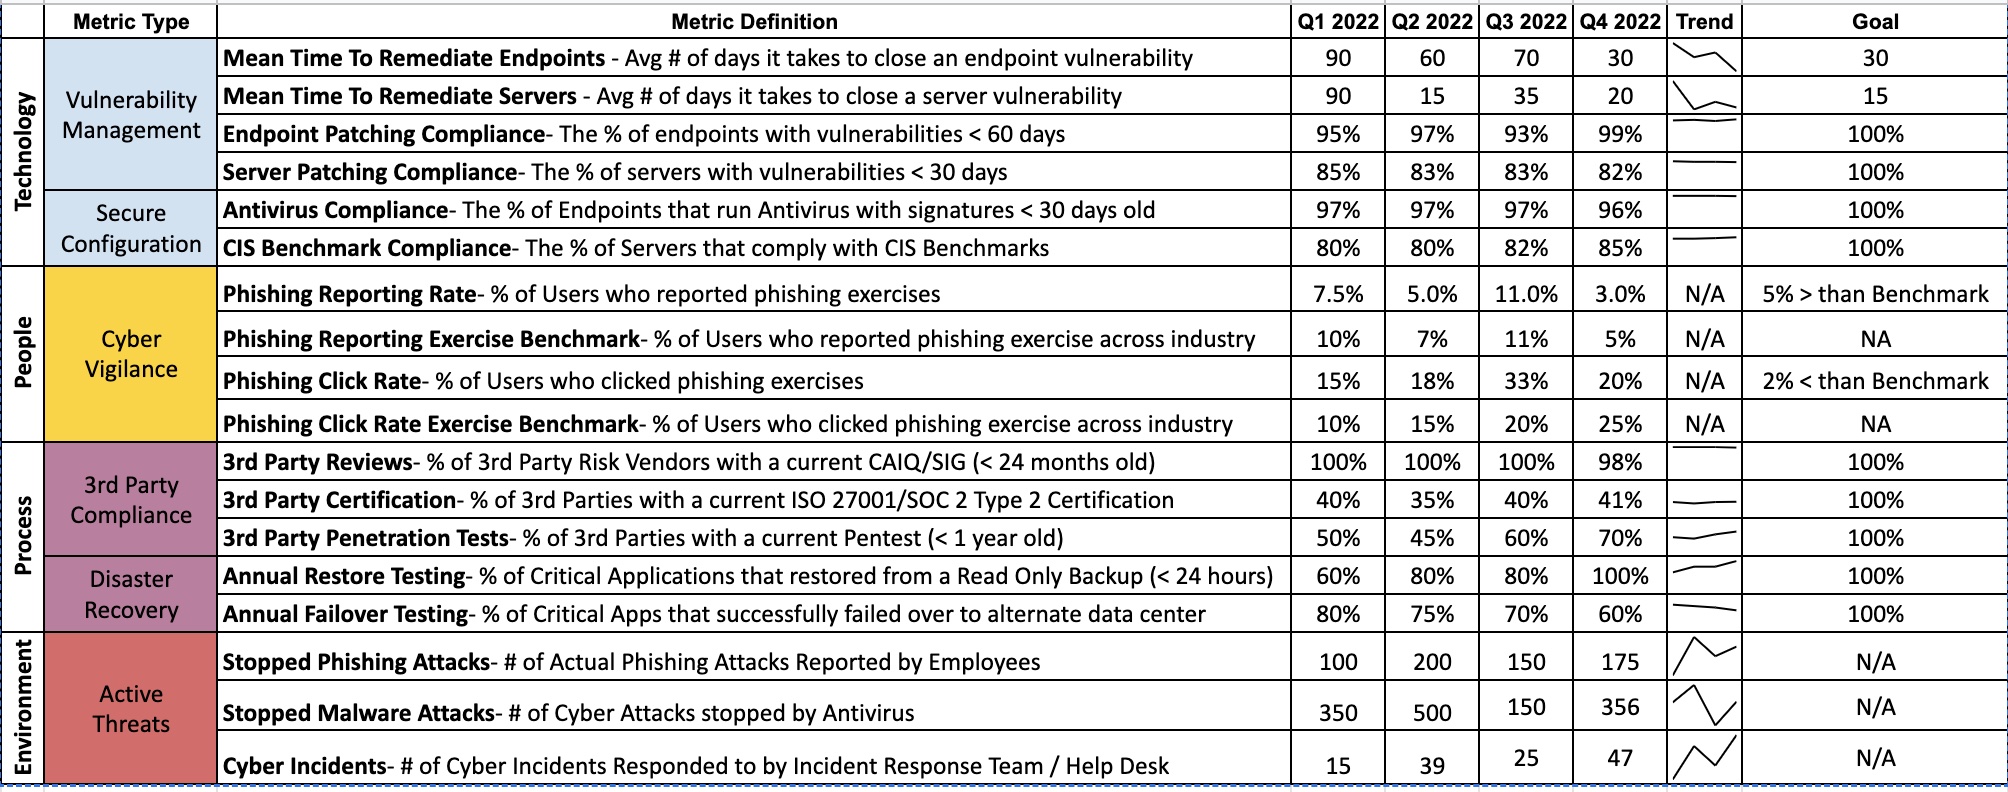 Metric Type Metric Definition Q1 2022 Q2 2022 Q3 2022 Q4 2022 Trend Goal
Technology
Vulnerability
Management
Mean Time To Remediate Endpoints - Avg # of days it takes to close an endpoint vulnerability 90 60 70 30 30
Mean Time To Remediate Servers - Avg # of days it takes to close a server vulnerability 90 15 35 20 15
Endpoint Patching Compliance- The % of endpoints with vulnerabilities < 60 days 95% 97% 93% 99% 100%
Server Patching Compliance- The % of servers with vulnerabilities < 30 days 85% 83% 83% 82% 100%
Secure
Configuration
Antivirus Compliance- The % of Endpoints that run Antivirus with signatures < 30 days old 97% 97% 97% 96% 100%
CIS Benchmark Compliance- The % of Servers that comply with CIS Benchmarks 80% 80% 82% 85% 100%
People
Cyber
Vigilance
Phishing Reporting Rate- % of Users who reported phishing exercises 7.5% 5.0% 11.0% 3.0% N/A 5% > than Benchmark
Phishing Reporting Exercise Benchmark- % of Users who reported phishing exercise across industry 10% 7% 11% 5% N/A NA
Phishing Click Rate- % of Users who clicked phishing exercises 15% 18% 33% 20% N/A 2% < than Benchmark
Phishing Click Rate Exercise Benchmark- % of Users who clicked phishing exercise across industry 10% 15% 20% 25% N/A NA
Process
3rd Party
Compliance
3rd Party Reviews- % of 3rd Party Risk Vendors with a current CAIQ/SIG (< 24 months old) 100% 100% 100% 98% 100%
3rd Party Certification- % of 3rd Parties with a current ISO 27001/SOC 2 Type 2 Certification 40% 35% 40% 41% 100%
3rd Party Penetration Tests- % of 3rd Parties with a current Pentest (< 1 year old) 50% 45% 60% 70% 100%
Disaster
Recovery
Annual Restore Testing- % of Critical Applications that restored from a Read Only Backup (< 24 hours) 60% 80% 80% 100% 100%
Annual Failover Testing- % of Critical Apps that successfully failed over to alternate data center 80% 75% 70% 60% 100%
Environment
Active
Threats
Stopped Phishing Attacks- # of Actual Phishing Attacks Reported by Employees 100 200 150 175 N/A
Stopped Malware Attacks- # of Cyber Attacks stopped by Antivirus 350 500 150 356 N/A
Cyber Incidents- # of Cyber Incidents Responded to by Incident Response Team / Help Desk 15 39 25 47 N/A